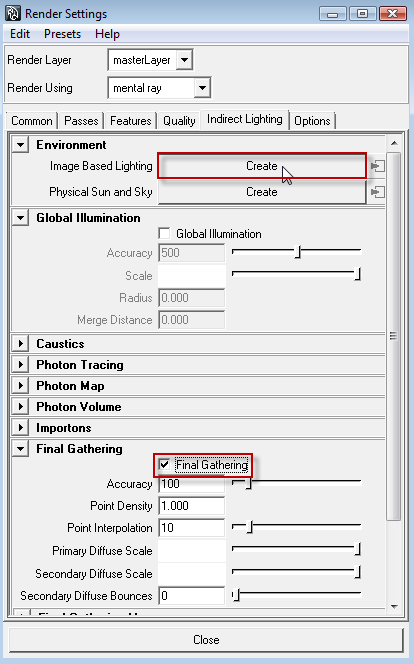 Render Settings
Edit Presets Help
Render Layer masterLayer
Render Using mental ray
Common Passes Features Quality Indirect Lighting Options
Environment
Image Based Lighting Create
Physical Sun and Sky Create
Global Illumination
Global Illumination
Accuracy 500
Scale
Radius 0.000
Merge Distance 0.000
Caustics
Photon Tracing
Photon Map
Photon Volume
Importons
Final Gathering
Final Gathering
Accuracy 100
Point Density 1.000
Point Interpolation 10
Primary Diffuse Scale
Secondary Diffuse Scale
Secondary Diffuse Bounces 0
Close